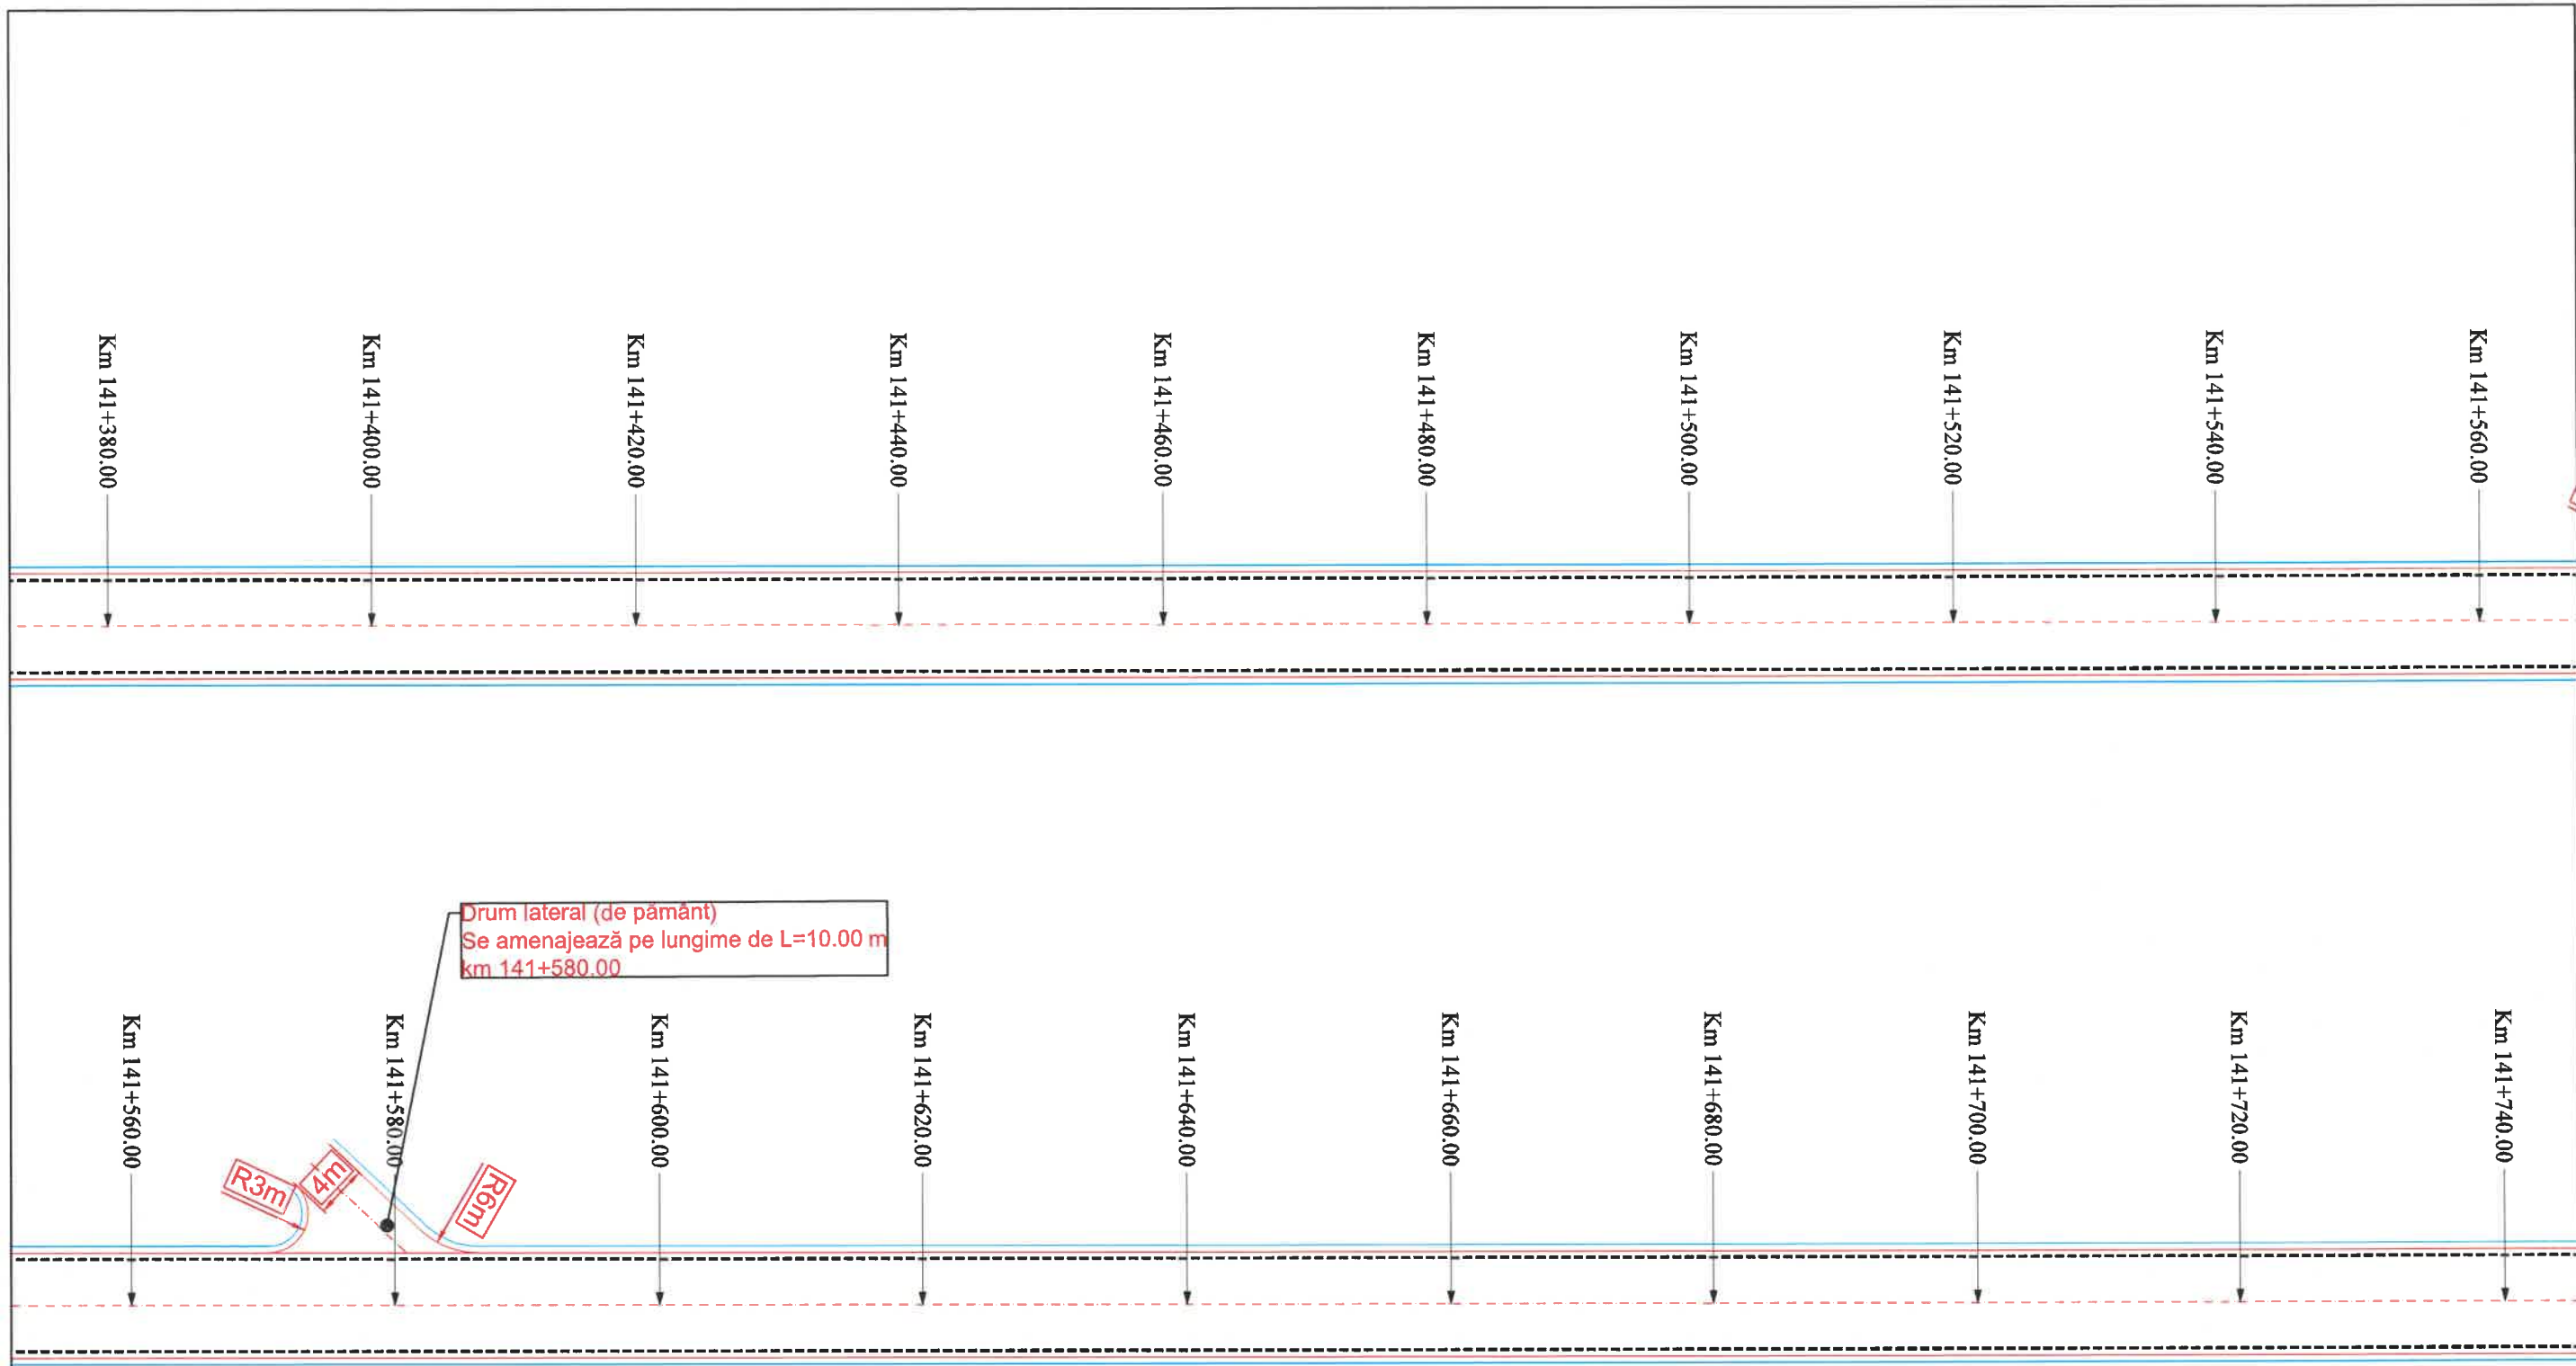 Km 141+380.00
Km 141+400.00
Km 141+420.00
Km 141+440.00
Km 141+460.00
Km 141+480.00
Km 141+500.00
Km 141+520.00
Km 141+540.00
Km 141+560.00
Drum lateral (de pământ)
Se amenajează pe lungime de L=10.00 m
km 141+580.00
Km 141+560.00
Km 141+580.00
Km 141+600.00
Km 141+620.00
Km 141+640.00
Km 141+660.00
Km 141+680.00
Km 141+700.00
Km 141+720.00
Km 141+740.00
R3m
4m
R6m